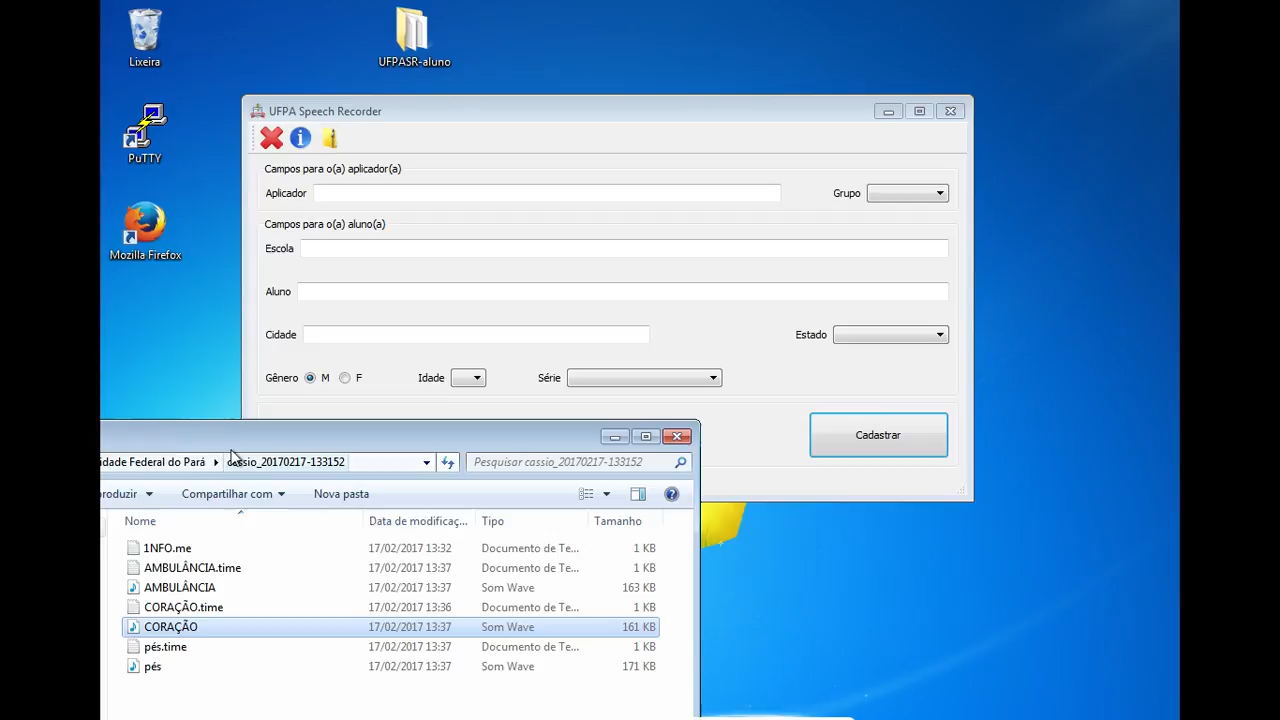 Lixeira
UFPASR-aluno
PuTTY
Mozilla Firefox
UFPA Speech Recorder
Campos para o(a) aplicador(a)
Aplicador Grupo
Campos para o(a) aluno(a)
Escola
Aluno
Cidade Estado
Gênero M F Idade Série
Cadastrar
idade Federal do Pará cassio_20170217-133152 Pesquisar cassio_20170217-133152
roduzir Compartilhar com Nova pasta
Nome Data de modificaç... Tipo Tamanho
1NFO.me 17/02/2017 13:32 Documento de Te... 1 KB
AMBULÂNCIA.time 17/02/2017 13:37 Documento de Te... 1 KB
AMBULÂNCIA 17/02/2017 13:37 Som Wave 163 KB
CORAÇÃO.time 17/02/2017 13:36 Documento de Te... 1 KB
CORAÇÃO 17/02/2017 13:37 Som Wave 161 KB
pés.time 17/02/2017 13:37 Documento de Te... 1 KB
pés 17/02/2017 13:37 Som Wave 171 KB